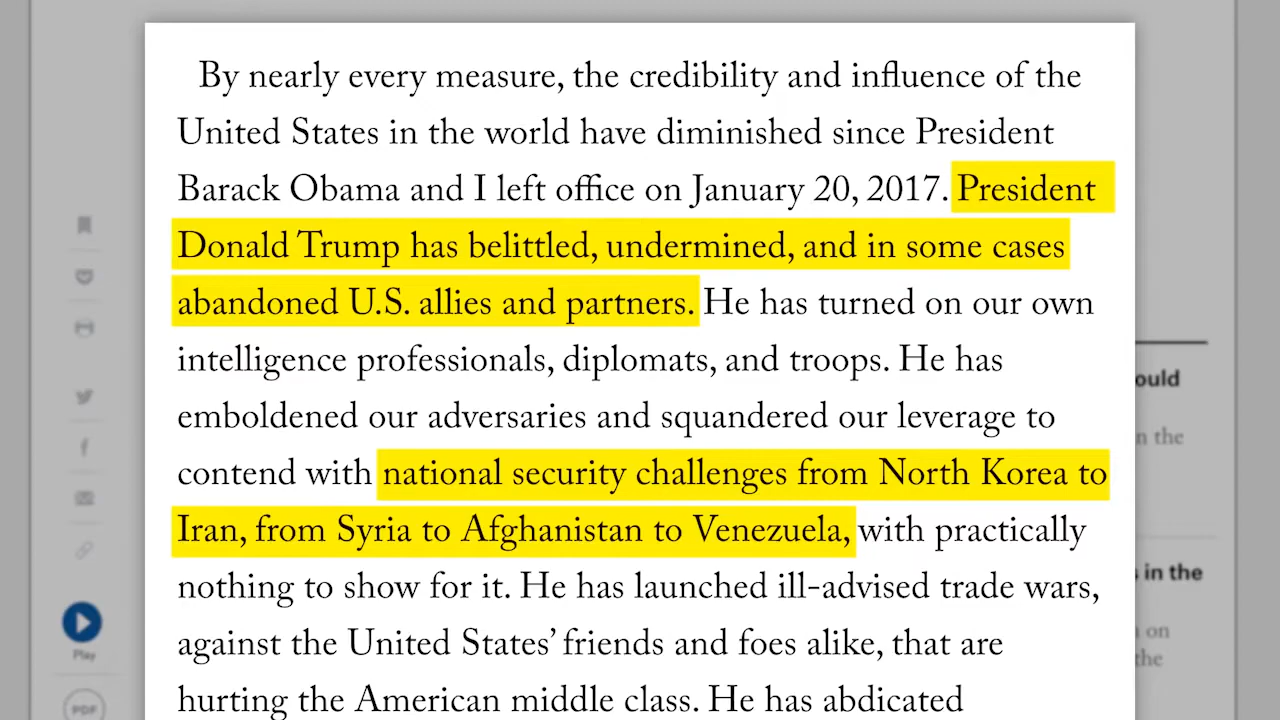 By nearly every measure, the credibility and influence of the
United States in the world have diminished since President
Barack Obama and I left office on January 20, 2017. President
Donald Trump has belittled, undermined, and in some cases
abandoned U.S. allies and partners. He has turned on our own
intelligence professionals, diplomats, and troops. He has
emboldened our adversaries and squandered our leverage to
contend with national security challenges from North Korea to
Iran, from Syria to Afghanistan to Venezuela, with practically
nothing to show for it. He has launched ill-advised trade wars,
against the United States’ friends and foes alike, that are
hurting the American middle class. He has abdicated
ould
n the
in the
on
the
Play
PDF